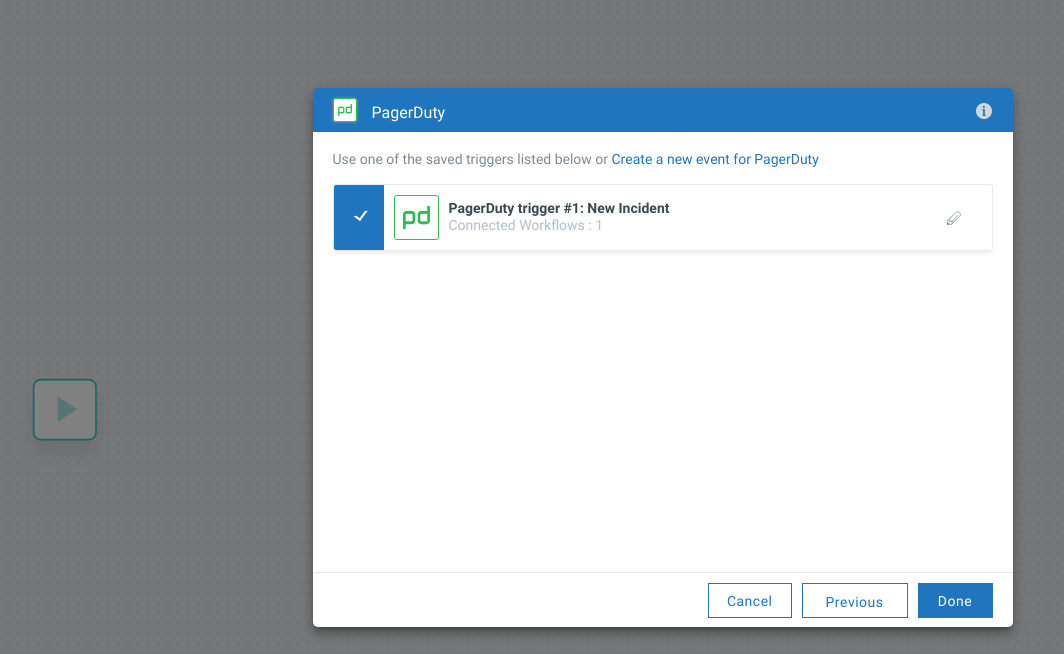 pd PagerDuty i
Use one of the saved triggers listed below or Create a new event for PagerDuty
pd
PagerDuty trigger #1: New Incident
Connected Workflows : 1
Cancel Previous Done